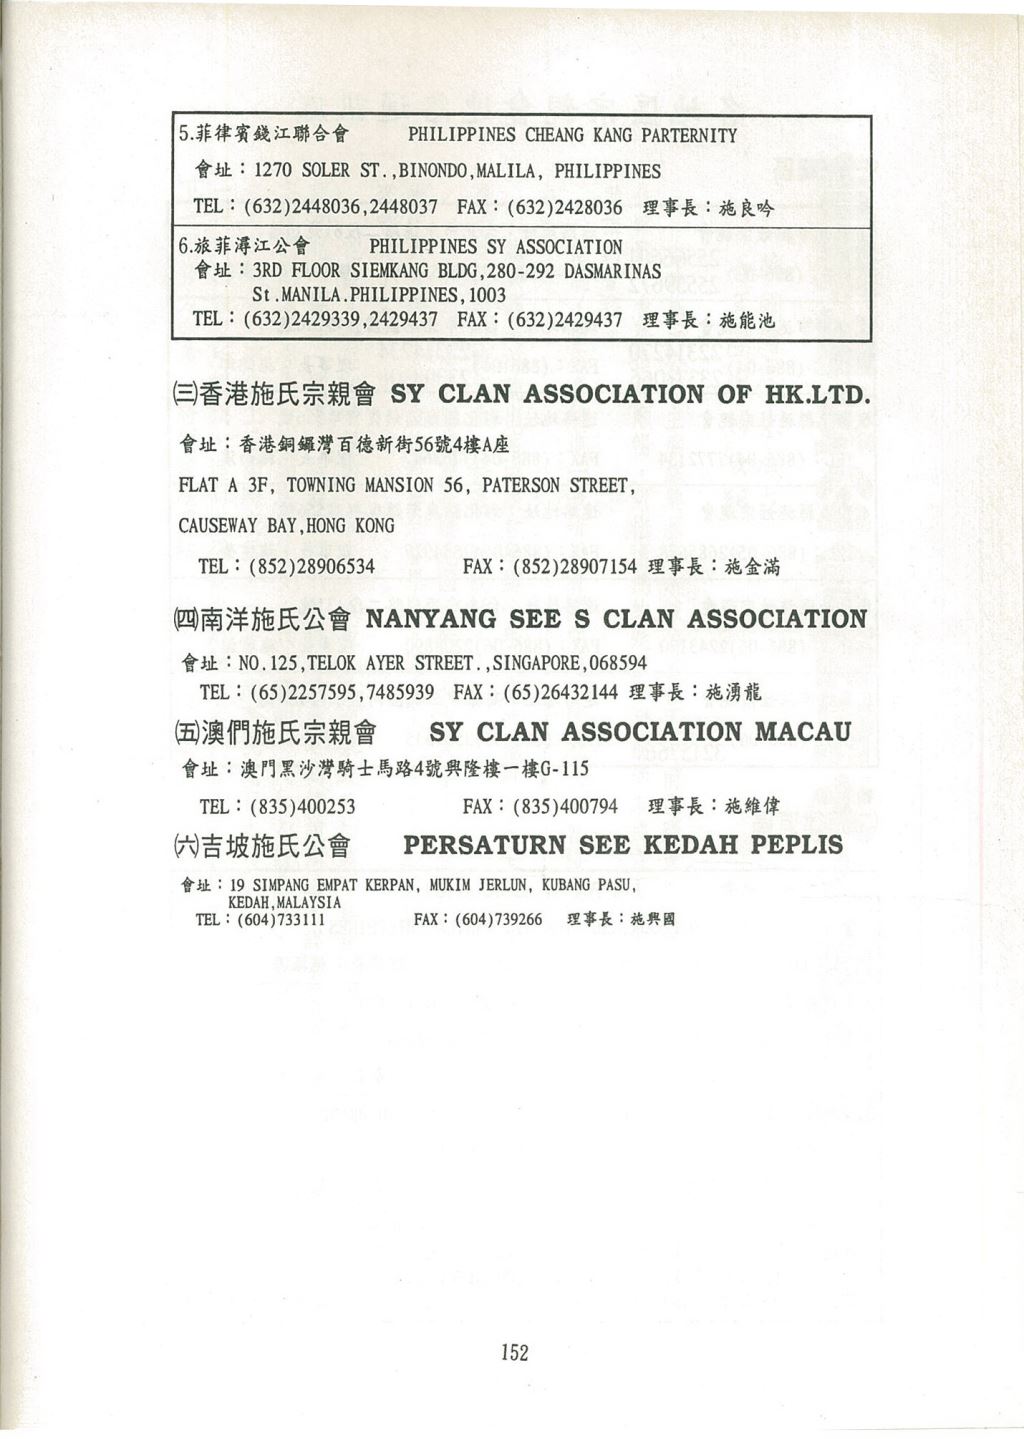 5.菲律賓錢江聯合會 PHILIPPINES CHEANG KANG PARTERNITY
會址：1270 SOLER ST.,BINONDO,MALILA, PHILIPPINES
TEL：(632)2448036,2448037 FAX：(632)2428036 理事長：施良吟
6.旅菲潯江公會 PHILIPPINES SY ASSOCIATION
會址：3RD FLOOR SIEMKANG BLDG,280-292 DASMARINAS
St.MANILA.PHILIPPINES,1003
TEL：(632)2429339,2429437 FAX：(632)2429437 理事長：施能池
㈢香港施氏宗親會 SY CLAN ASSOCIATION OF HK.LTD.
會址：香港銅鑼灣百德新街56號4樓A座
FLAT A 3F, TOWNING MANSION 56, PATERSON STREET,
CAUSEWAY BAY,HONG KONG
TEL：(852)28906534 FAX：(852)28907154 理事長：施金滿
㈣南洋施氏公會 NANYANG SEE S CLAN ASSOCIATION
會址：NO.125,TELOK AYER STREET.,SINGAPORE,068594
TEL：(65)2257595,7485939 FAX：(65)26432144 理事長：施湧龍
㈤澳們施氏宗親會 SY CLAN ASSOCIATION MACAU
會址：澳門黑沙灣騎士馬路4號興隆樓一樓G-115
TEL：(835)400253 FAX：(835)400794 理事長：施維偉
㈥吉坡施氏公會 PERSATURN SEE KEDAH PEPLIS
會址：19 SIMPANG EMPAT KERPAN, MUKIM JERLUN, KUBANG PASU,
KEDAH,MALAYSIA
TEL：(604)733111 FAX：(604)739266 理事長：施興國
152